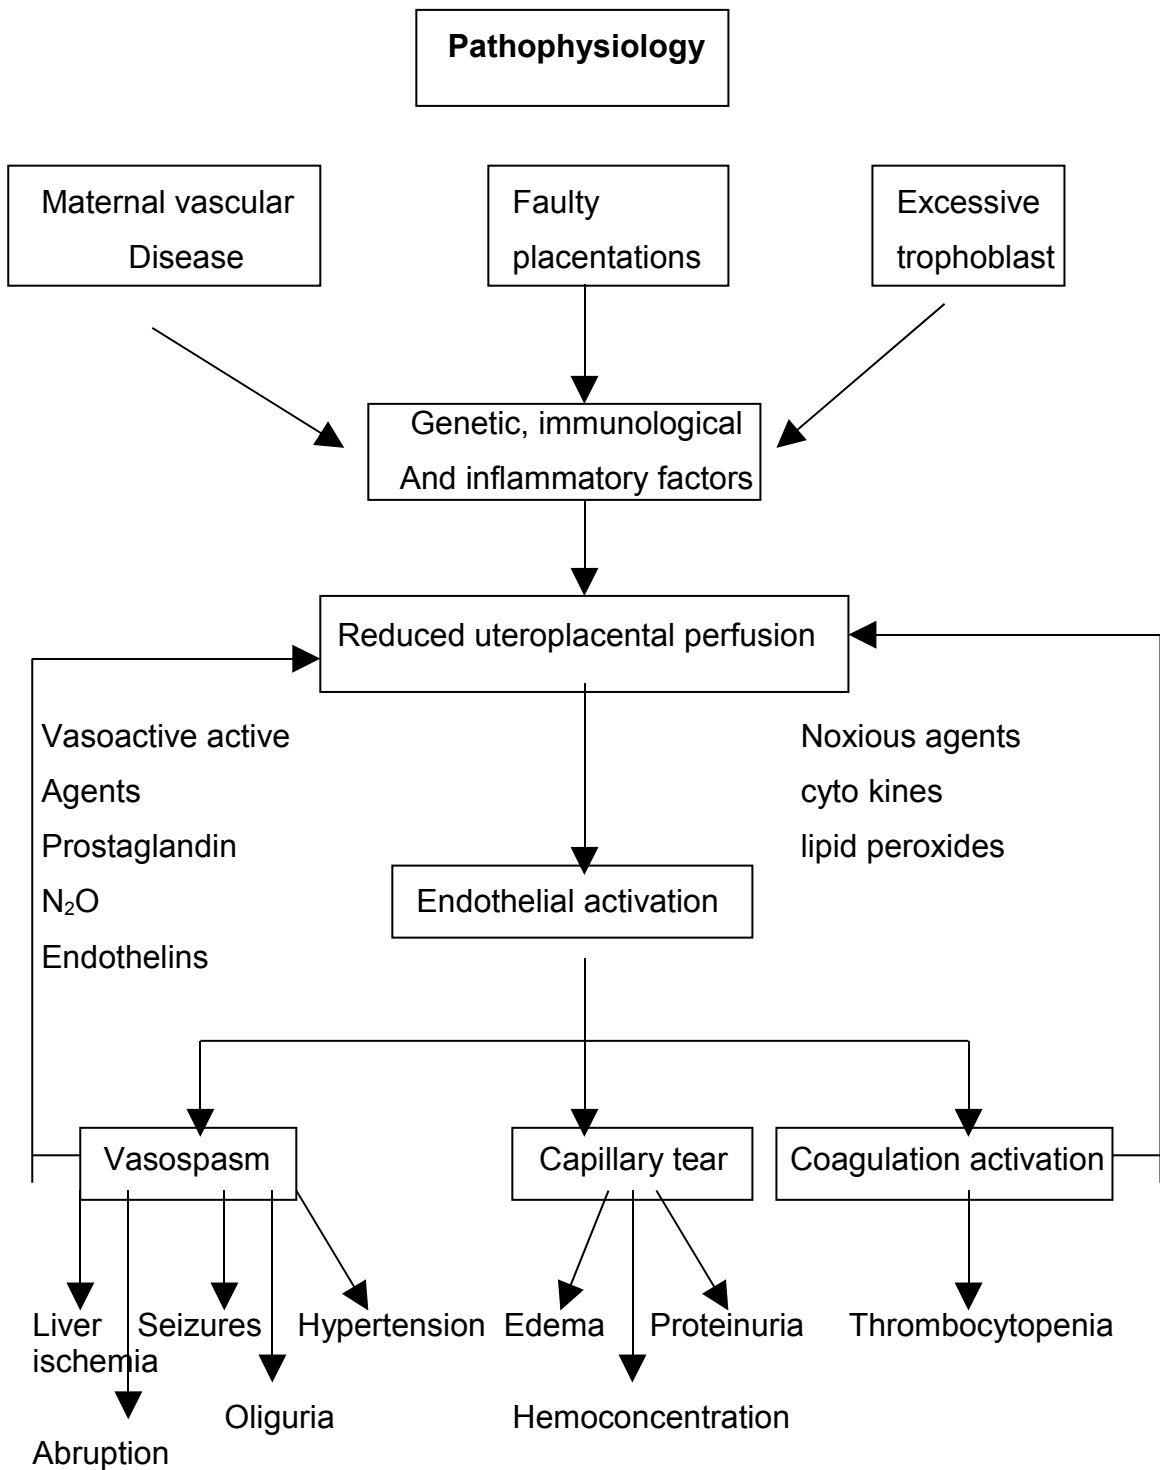 Pathophysiology
Maternal vascular
Disease
Faulty
placentations
Excessive
trophoblast
Genetic, immunological
And inflammatory factors
Reduced uteroplacental perfusion
Vasoactive active
Agents
Prostaglandin
N₂O
Endothelins
Noxious agents
cyto kines
lipid peroxides
Endothelial activation
Vasospasm
Capillary tear
Coagulation activation
Liver
ischemia
Seizures
Hypertension
Edema
Proteinuria
Thrombocytopenia
Abruption
Oliguria
Hemoconcentration